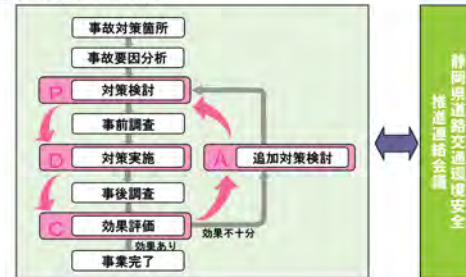 事故対策箇所
事故要因分析
P 対策検討
事前調査
D 対策実施
A 追加対策検討
事後調査
C 効果評価
効果あり
効果不十分
事業完了
静岡県道路交通環境安全
推進連絡会議